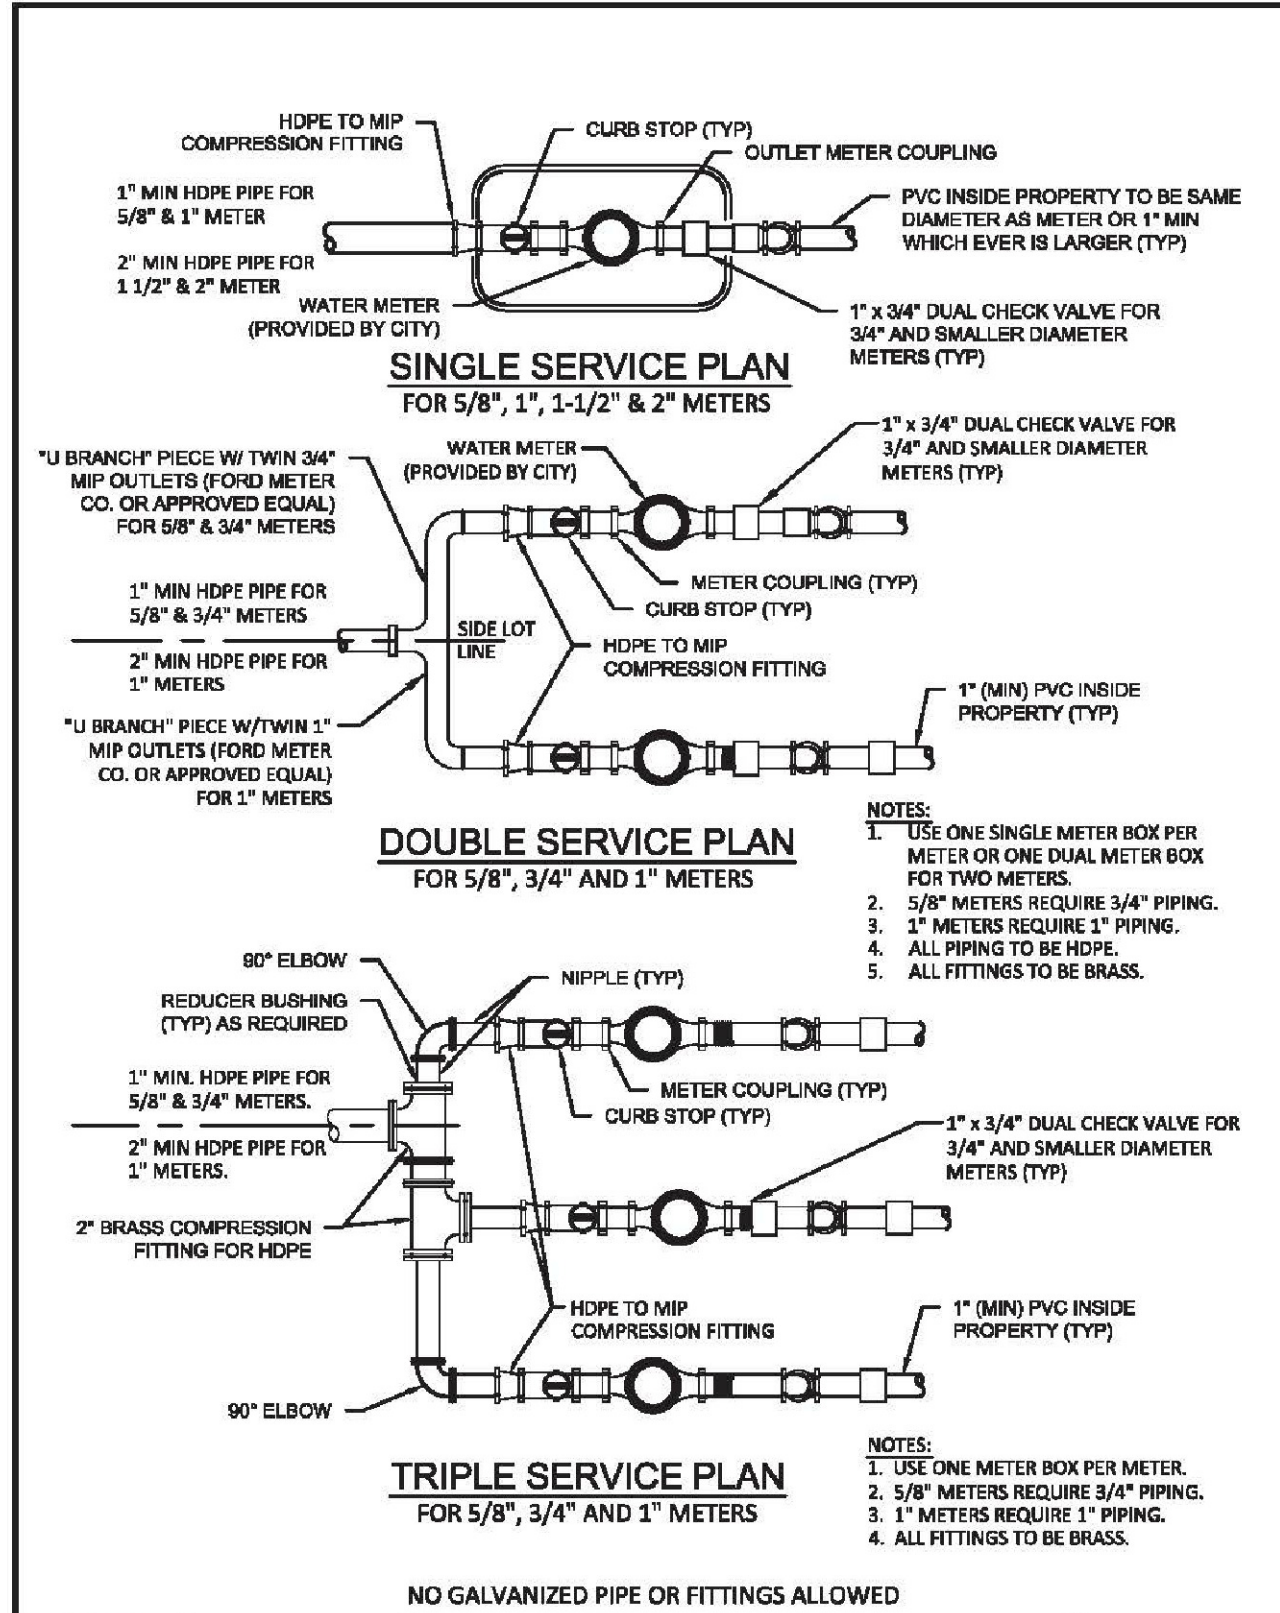 HDPE TO MIP
COMPRESSION FITTING
CURB STOP (TYP)
OUTLET METER COUPLING
1" MIN HDPE PIPE FOR
5/8" & 1" METER
PVC INSIDE PROPERTY TO BE SAME
DIAMETER AS METER OR 1" MIN
WHICH EVER IS LARGER (TYP)
2" MIN HDPE PIPE FOR
1 1/2" & 2" METER
WATER METER
(PROVIDED BY CITY)
1" x 3/4" DUAL CHECK VALVE FOR
3/4" AND SMALLER DIAMETER
METERS (TYP)
SINGLE SERVICE PLAN
FOR 5/8", 1", 1-1/2" & 2" METERS
"U BRANCH" PIECE W/ TWIN 3/4"
MIP OUTLETS (FORD METER
CO. OR APPROVED EQUAL)
FOR 5/8" & 3/4" METERS
WATER METER
(PROVIDED BY CITY)
1" x 3/4" DUAL CHECK VALVE FOR
3/4" AND SMALLER DIAMETER
METERS (TYP)
1" MIN HDPE PIPE FOR
5/8" & 3/4" METERS
METER COUPLING (TYP)
CURB STOP (TYP)
SIDE LOT
LINE
2" MIN HDPE PIPE FOR
1" METERS
HDPE TO MIP
COMPRESSION FITTING
"U BRANCH" PIECE W/TWIN 1"
MIP OUTLETS (FORD METER
CO. OR APPROVED EQUAL)
FOR 1" METERS
1" (MIN) PVC INSIDE
PROPERTY (TYP)
DOUBLE SERVICE PLAN
FOR 5/8", 3/4" AND 1" METERS
NOTES:
1. USE ONE SINGLE METER BOX PER
METER OR ONE DUAL METER BOX
FOR TWO METERS.
2. 5/8" METERS REQUIRE 3/4" PIPING.
3. 1" METERS REQUIRE 1" PIPING.
4. ALL PIPING TO BE HDPE.
5. ALL FITTINGS TO BE BRASS.
90° ELBOW
NIPPLE (TYP)
REDUCER BUSHING
(TYP) AS REQUIRED
1" MIN. HDPE PIPE FOR
5/8" & 3/4" METERS.
METER COUPLING (TYP)
CURB STOP (TYP)
2" MIN HDPE PIPE FOR
1" METERS.
1" x 3/4" DUAL CHECK VALVE FOR
3/4" AND SMALLER DIAMETER
METERS (TYP)
2" BRASS COMPRESSION
FITTING FOR HDPE
HDPE TO MIP
COMPRESSION FITTING
1" (MIN) PVC INSIDE
PROPERTY (TYP)
90° ELBOW
TRIPLE SERVICE PLAN
FOR 5/8", 3/4" AND 1" METERS
NOTES:
1. USE ONE METER BOX PER METER.
2. 5/8" METERS REQUIRE 3/4" PIPING.
3. 1" METERS REQUIRE 1" PIPING.
4. ALL FITTINGS TO BE BRASS.
NO GALVANIZED PIPE OR FITTINGS ALLOWED